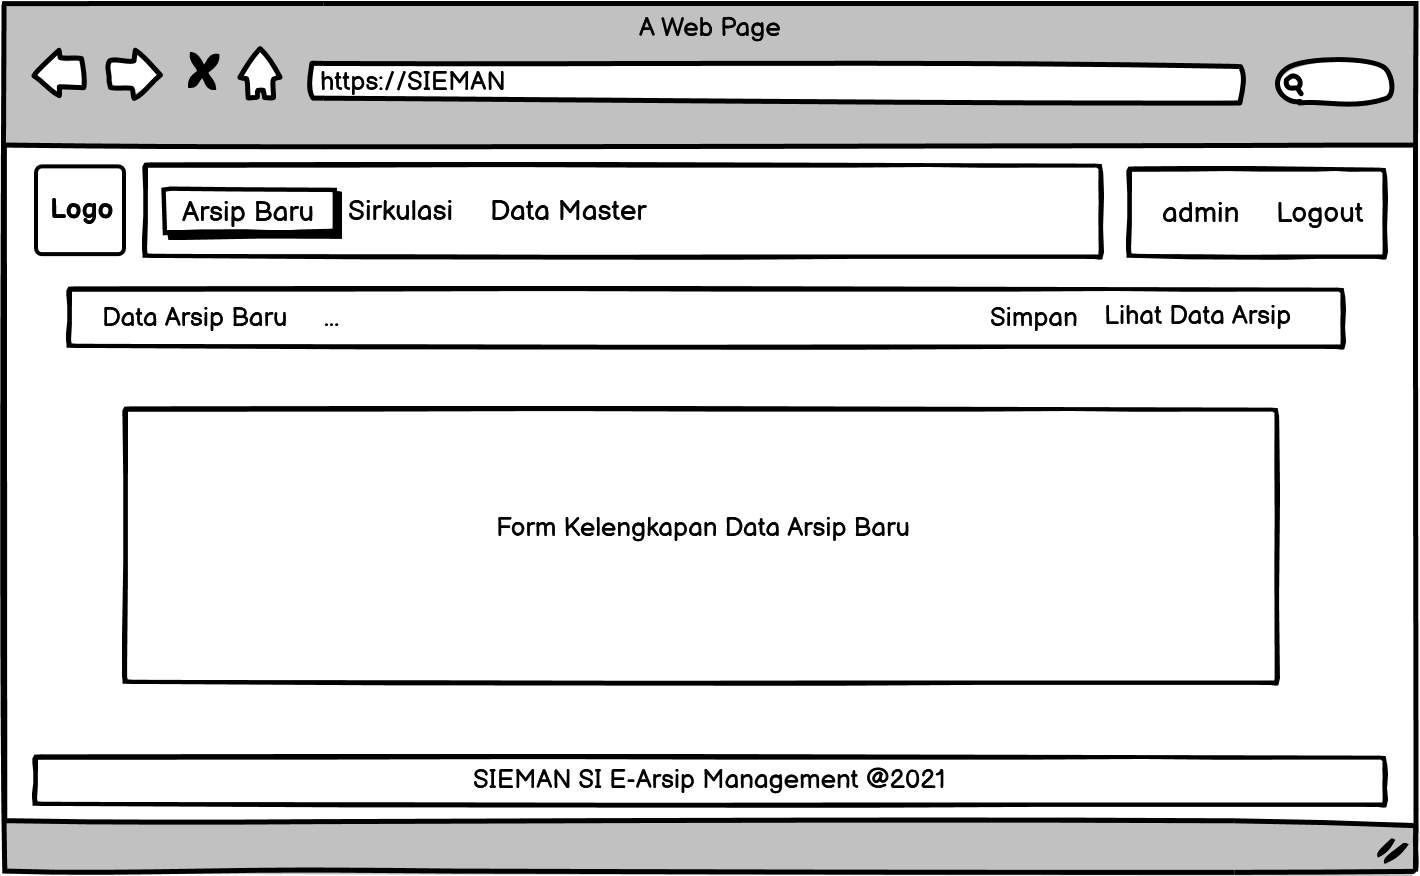 A Web Page
https://SIEMAN
Logo
Arsip Baru Sirkulasi Data Master
admin Logout
Data Arsip Baru ... Simpan Lihat Data Arsip
Form Kelengkapan Data Arsip Baru
SIEMAN SI E-Arsip Management @2021